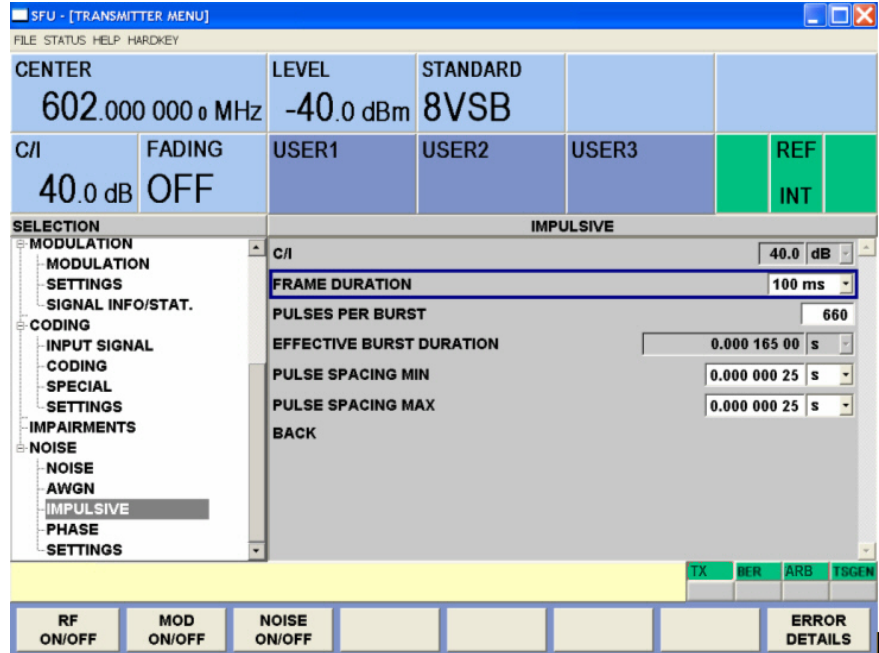 SFU - [TRANSMITTER MENU]
FILE STATUS HELP HARDKEY
CENTER
602.000 000 0 MHz
LEVEL
-40.0 dBm
STANDARD
8VSB
C/I
40.0 dB
FADING
OFF
USER1
USER2
USER3
REF
INT
SELECTION
MODULATION
MODULATION
SETTINGS
SIGNAL INFO/STAT.
CODING
INPUT SIGNAL
CODING
SPECIAL
SETTINGS
IMPAIRMENTS
NOISE
NOISE
AWGN
IMPULSIVE
PHASE
SETTINGS
IMPULSIVE
C/I 40.0 dB
FRAME DURATION 100 ms
PULSES PER BURST 660
EFFECTIVE BURST DURATION 0.000 165 00 s
PULSE SPACING MIN 0.000 000 25 s
PULSE SPACING MAX 0.000 000 25 s
BACK
TX BER ARB TSGEN
RF ON/OFF
MOD ON/OFF
NOISE ON/OFF
ERROR DETAILS